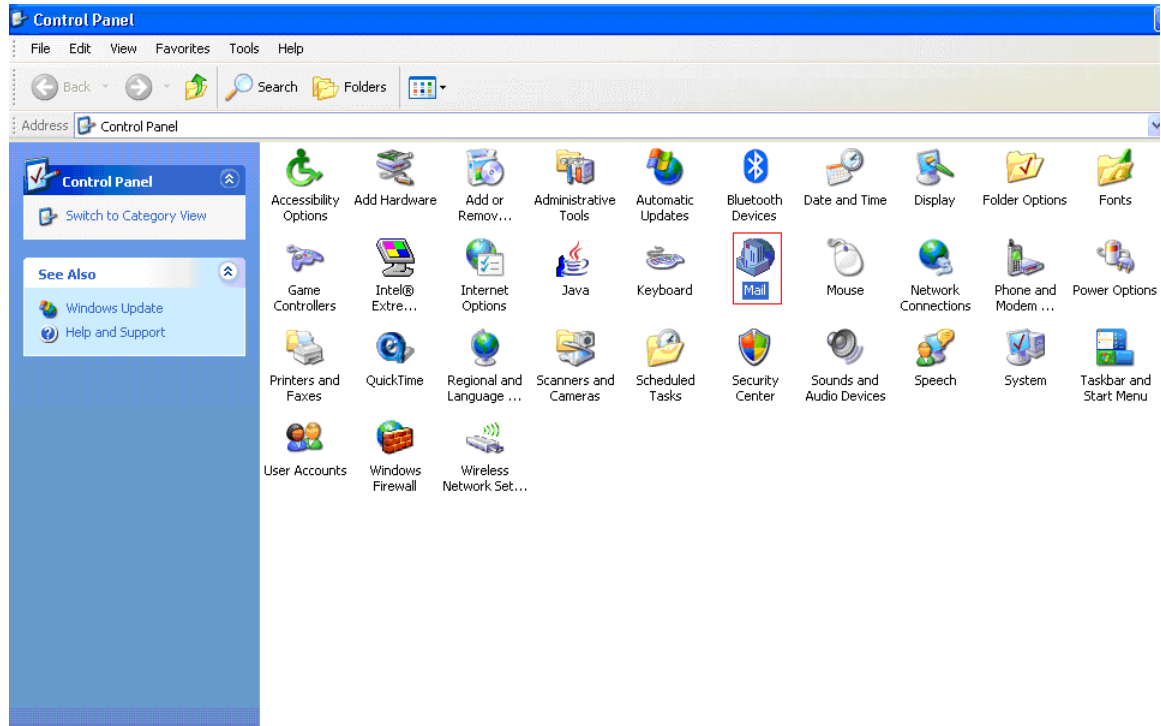 Control Panel
File Edit View Favorites Tools Help
Back Search Folders
Address Control Panel
Control Panel
Switch to Category View
See Also
Windows Update
Help and Support
Accessibility Options
Add Hardware
Add or Remov...
Administrative Tools
Automatic Updates
Bluetooth Devices
Date and Time
Display
Folder Options
Fonts
Game Controllers
Intel® Extre...
Internet Options
Java
Keyboard
Mail
Mouse
Network Connections
Phone and Modem ...
Power Options
Printers and Faxes
QuickTime
Regional and Language ...
Scanners and Cameras
Scheduled Tasks
Security Center
Sounds and Audio Devices
Speech
System
Taskbar and Start Menu
User Accounts
Windows Firewall
Wireless Network Set...